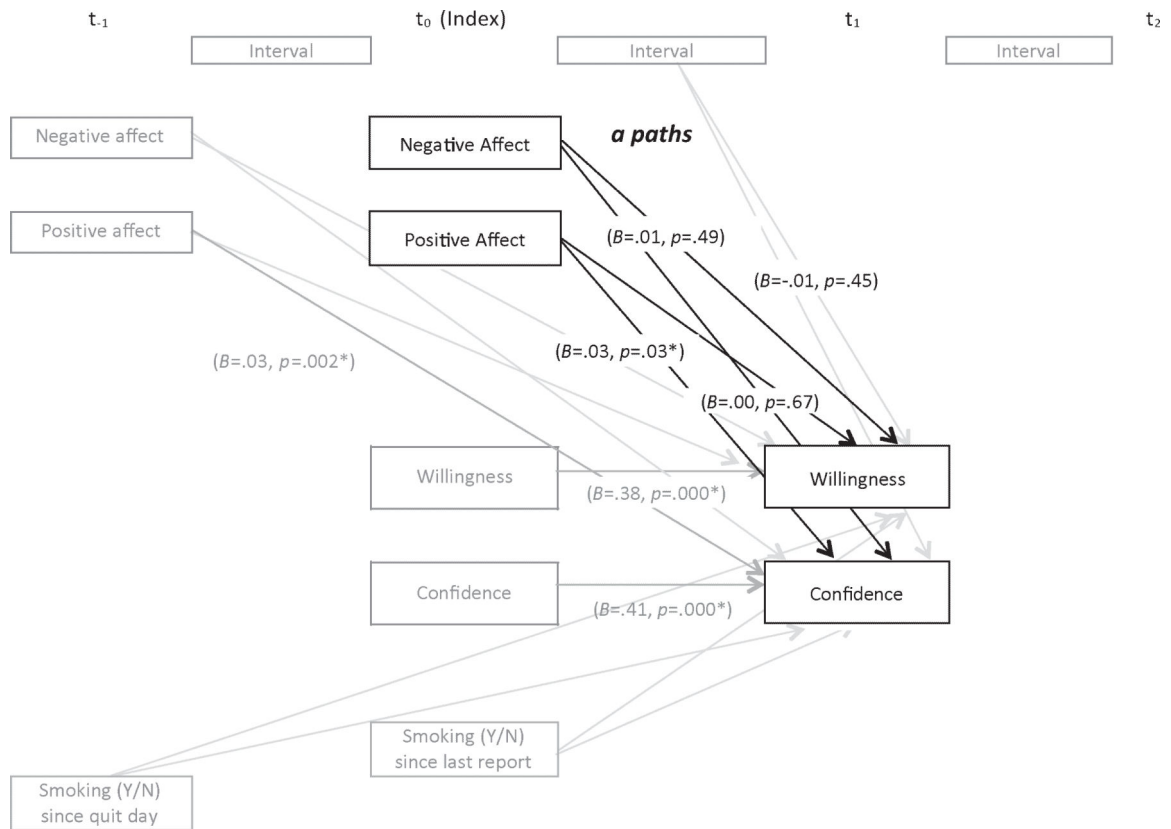 t-1 t0 (Index) t1 t2
Interval Interval Interval
Negative affect
Negative Affect
a paths
Positive affect
Positive Affect
(B=.01, p=.49)
(B=-.01, p=.45)
(B=.03, p=.002*)
(B=.03, p=.03*)
(B=.00, p=.67)
Willingness
Willingness
(B=.38, p=.000*)
Confidence
Confidence
(B=.41, p=.000*)
Smoking (Y/N)
since last report
Smoking (Y/N)
since quit day